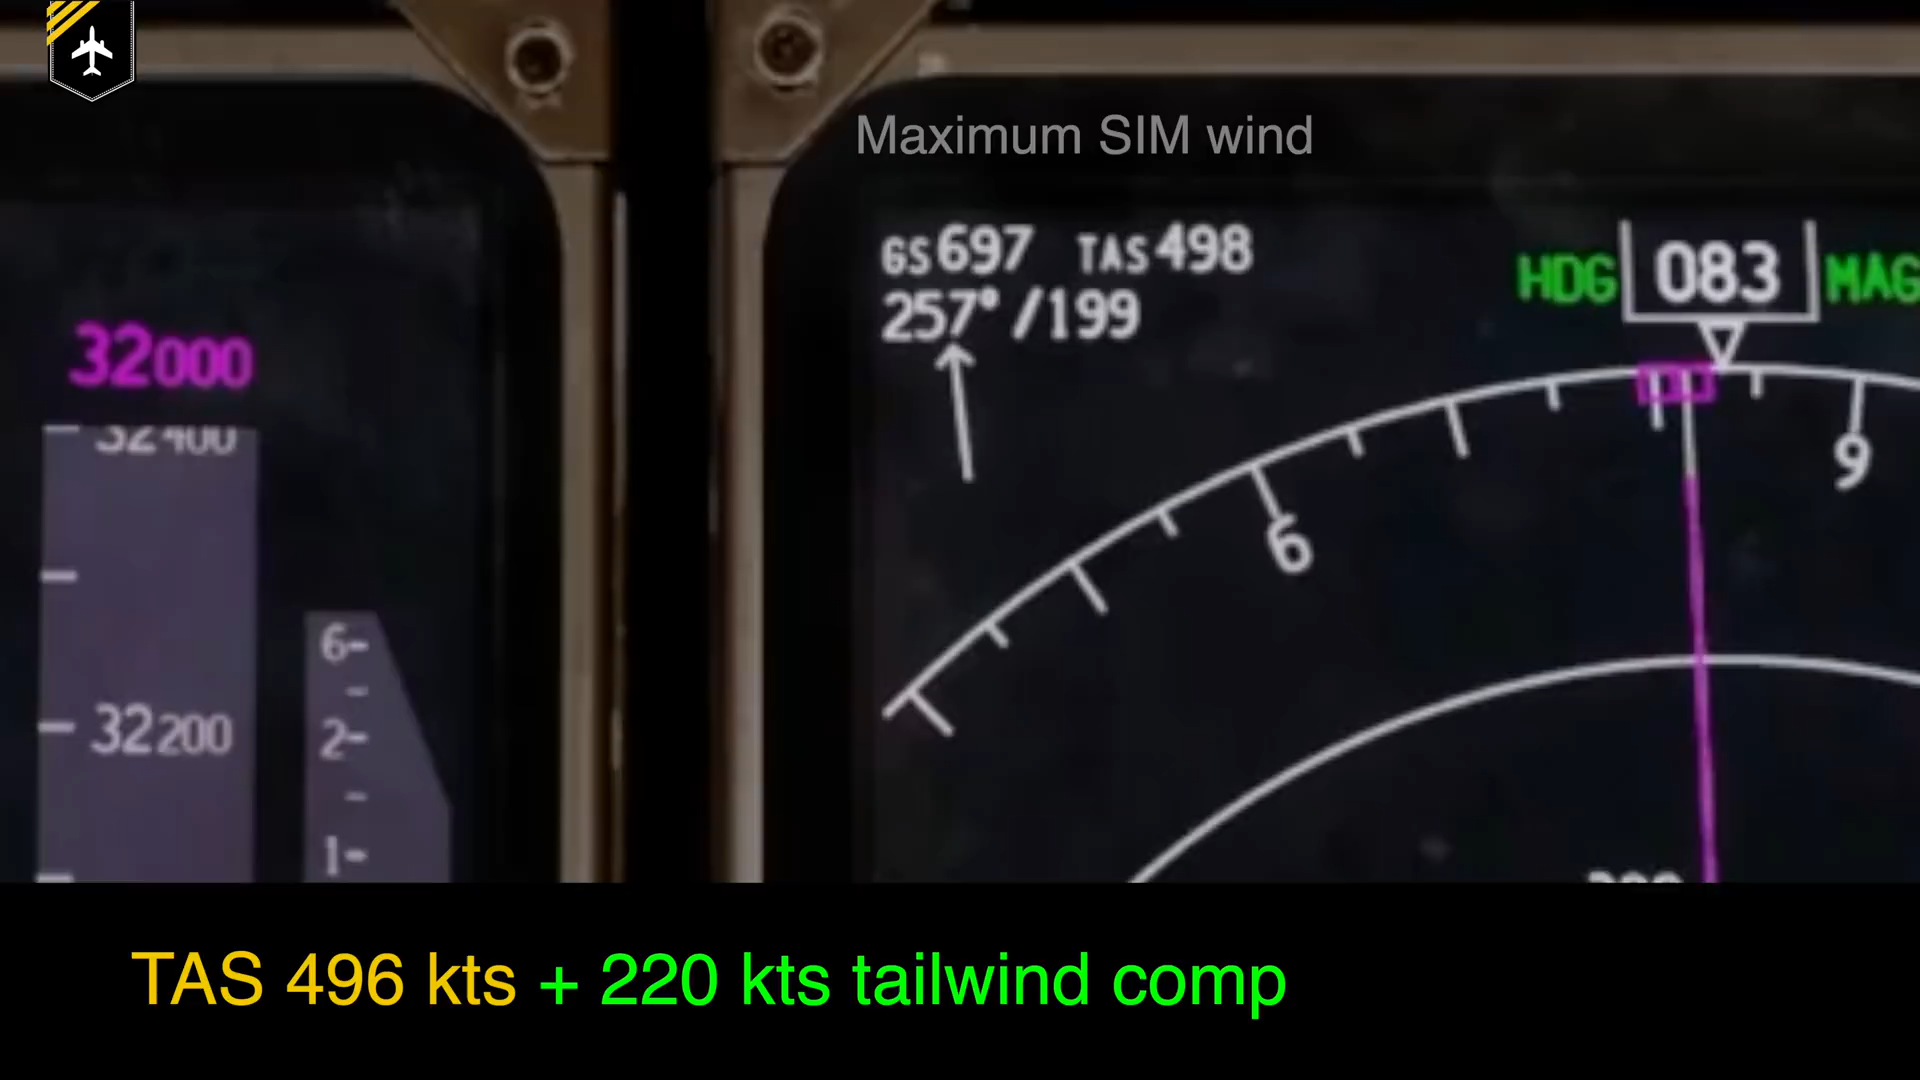 Maximum SIM wind
GS697 TAS498
257°/199
HDG 083 MAG
32000
32400
9
6
6
32200
2
1
TAS 496 kts + 220 kts tailwind comp